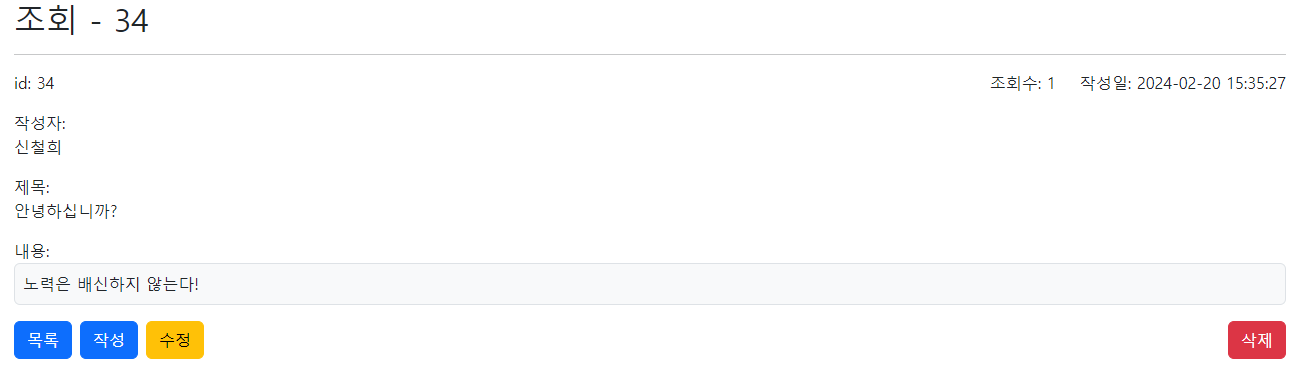 조회 - 34
id: 34 조회수: 1 작성일: 2024-02-20 15:35:27
작성자:
신철희
제목:
안녕하십니까?
내용:
노력은 배신하지 않는다!
목록 작성 수정 삭제